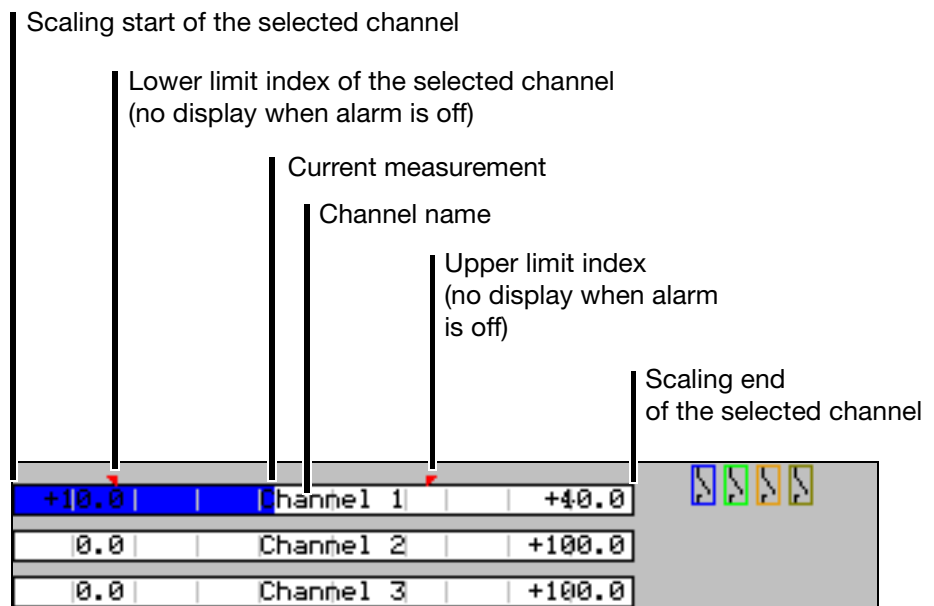 Scaling start of the selected channel
Lower limit index of the selected channel
(no display when alarm is off)
Current measurement
Channel name
Upper limit index
(no display when alarm
is off)
Scaling end
of the selected channel
+10.0 Channel 1 +40.0
0.0 Channel 2 +100.0
0.0 Channel 3 +100.0